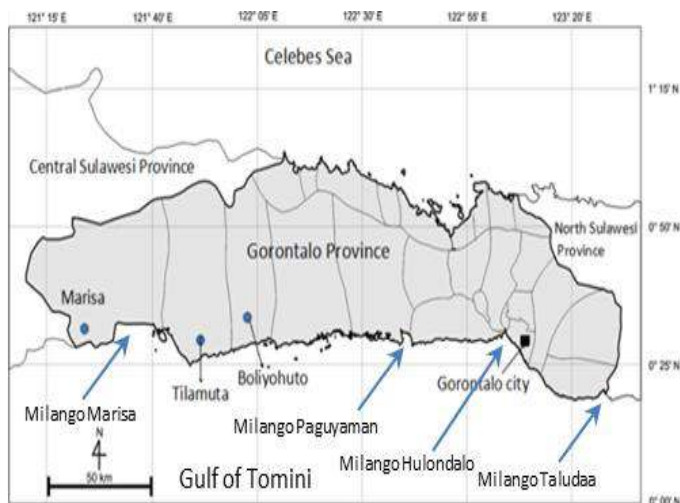 121° 15' E 121° 40' E 122° 05' E 122° 30' E 122° 55' E 123° 20' E
Celebes Sea
1° 15' N
Central Sulawesi Province
North Sulawesi
Province
0° 50' N
Gorontalo Province
Marisa
0° 25' N
Tilamuta
Boliyohuto
Gorontalo city
Milango Marisa
Milango Paguyaman
Milango Hulondalo
Milango Taludaa
N
50 km
Gulf of Tomini
0° 00' N